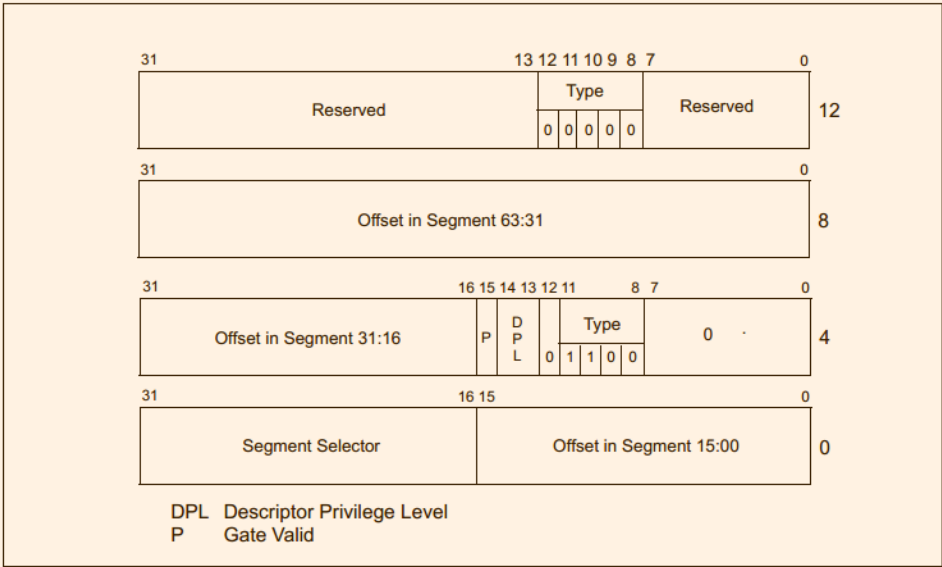 31 13 12 11 10 9 8 7 0
Type
Reserved Reserved 12
0 0 0 0 0
31 0
Offset in Segment 63:31 8
31 16 15 14 13 12 11 8 7 0
Offset in Segment 31:16 P DPL 0 Type 0 4
1 1 0 0
31 16 15 0
Segment Selector Offset in Segment 15:00 0
DPL Descriptor Privilege Level
P Gate Valid